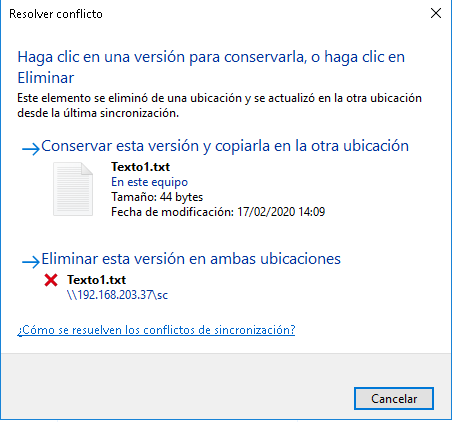 Resolver conflicto
Haga clic en una versión para conservarla, o haga clic en
Eliminar
Este elemento se eliminó de una ubicación y se actualizó en la otra ubicación
desde la última sincronización.
Conservar esta versión y copiarla en la otra ubicación
Texto1.txt
En este equipo
Tamaño: 44 bytes
Fecha de modificación: 17/02/2020 14:09
Eliminar esta versión en ambas ubicaciones
Texto1.txt
\\192.168.203.37\sc
¿Cómo se resuelven los conflictos de sincronización?
Cancelar